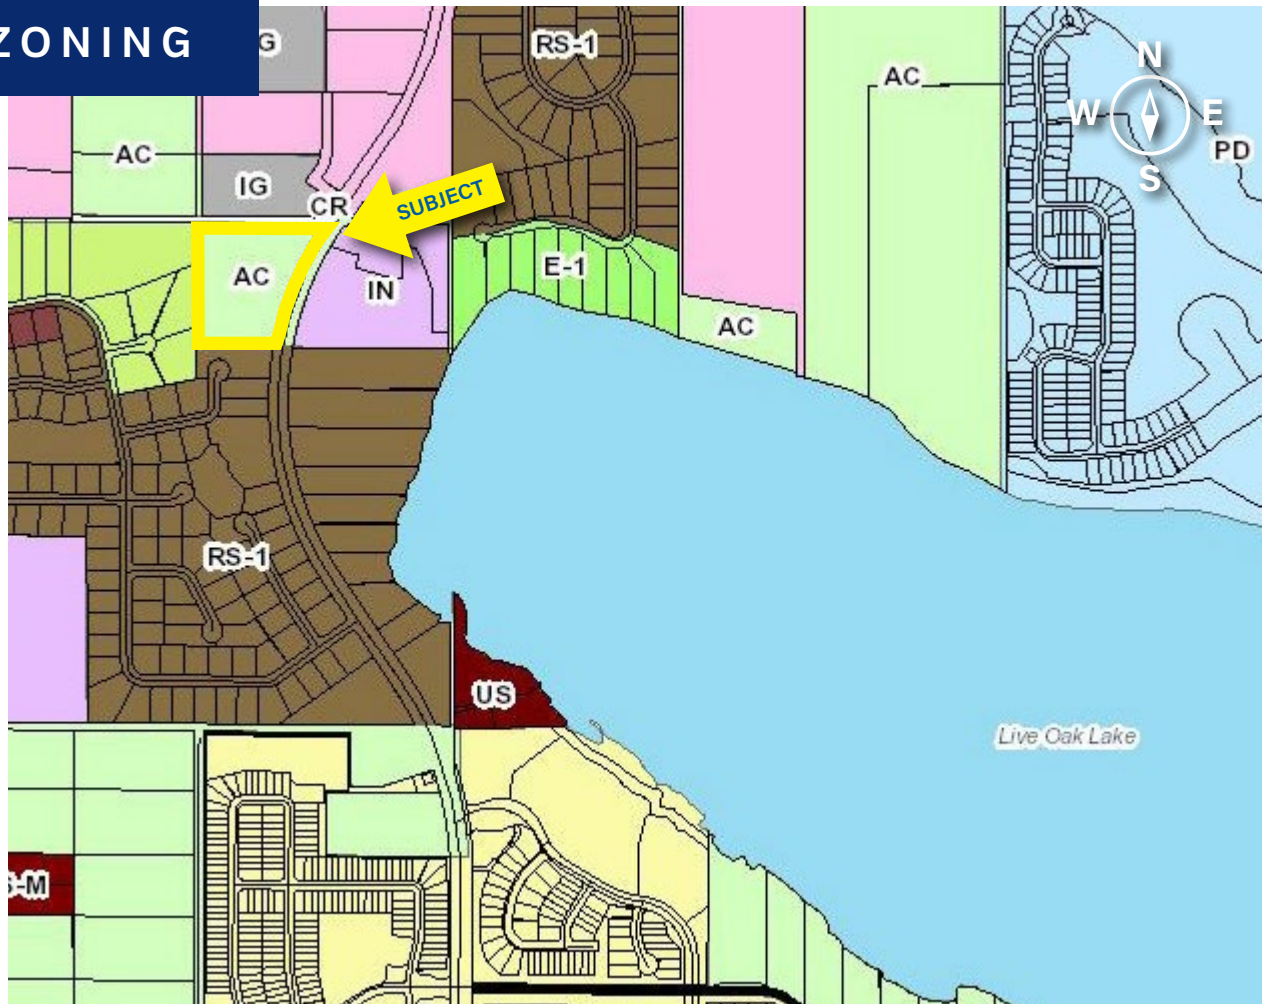 ZONING
G
RS-1
AC
N
W
E
S
PD
AC
IG
CR
SUBJECT
AC
IN
E-1
AC
RS-1
US
Live Oak Lake
S-M